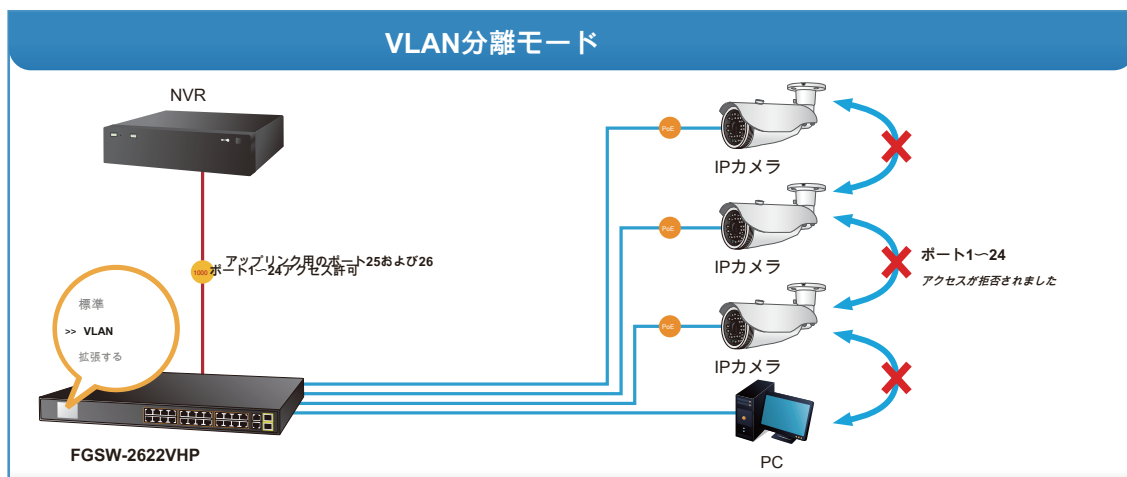 VLAN分離モード
NVR
PoE
IPカメラ
PoE
IPカメラ
アップリンク用のポート25および26
1000
ポート1～24アクセス許可
ポート1～24
アクセスが拒否されました
標準
>> VLAN
拡張する
PoE
IPカメラ
FGSW-2622VHP
PC